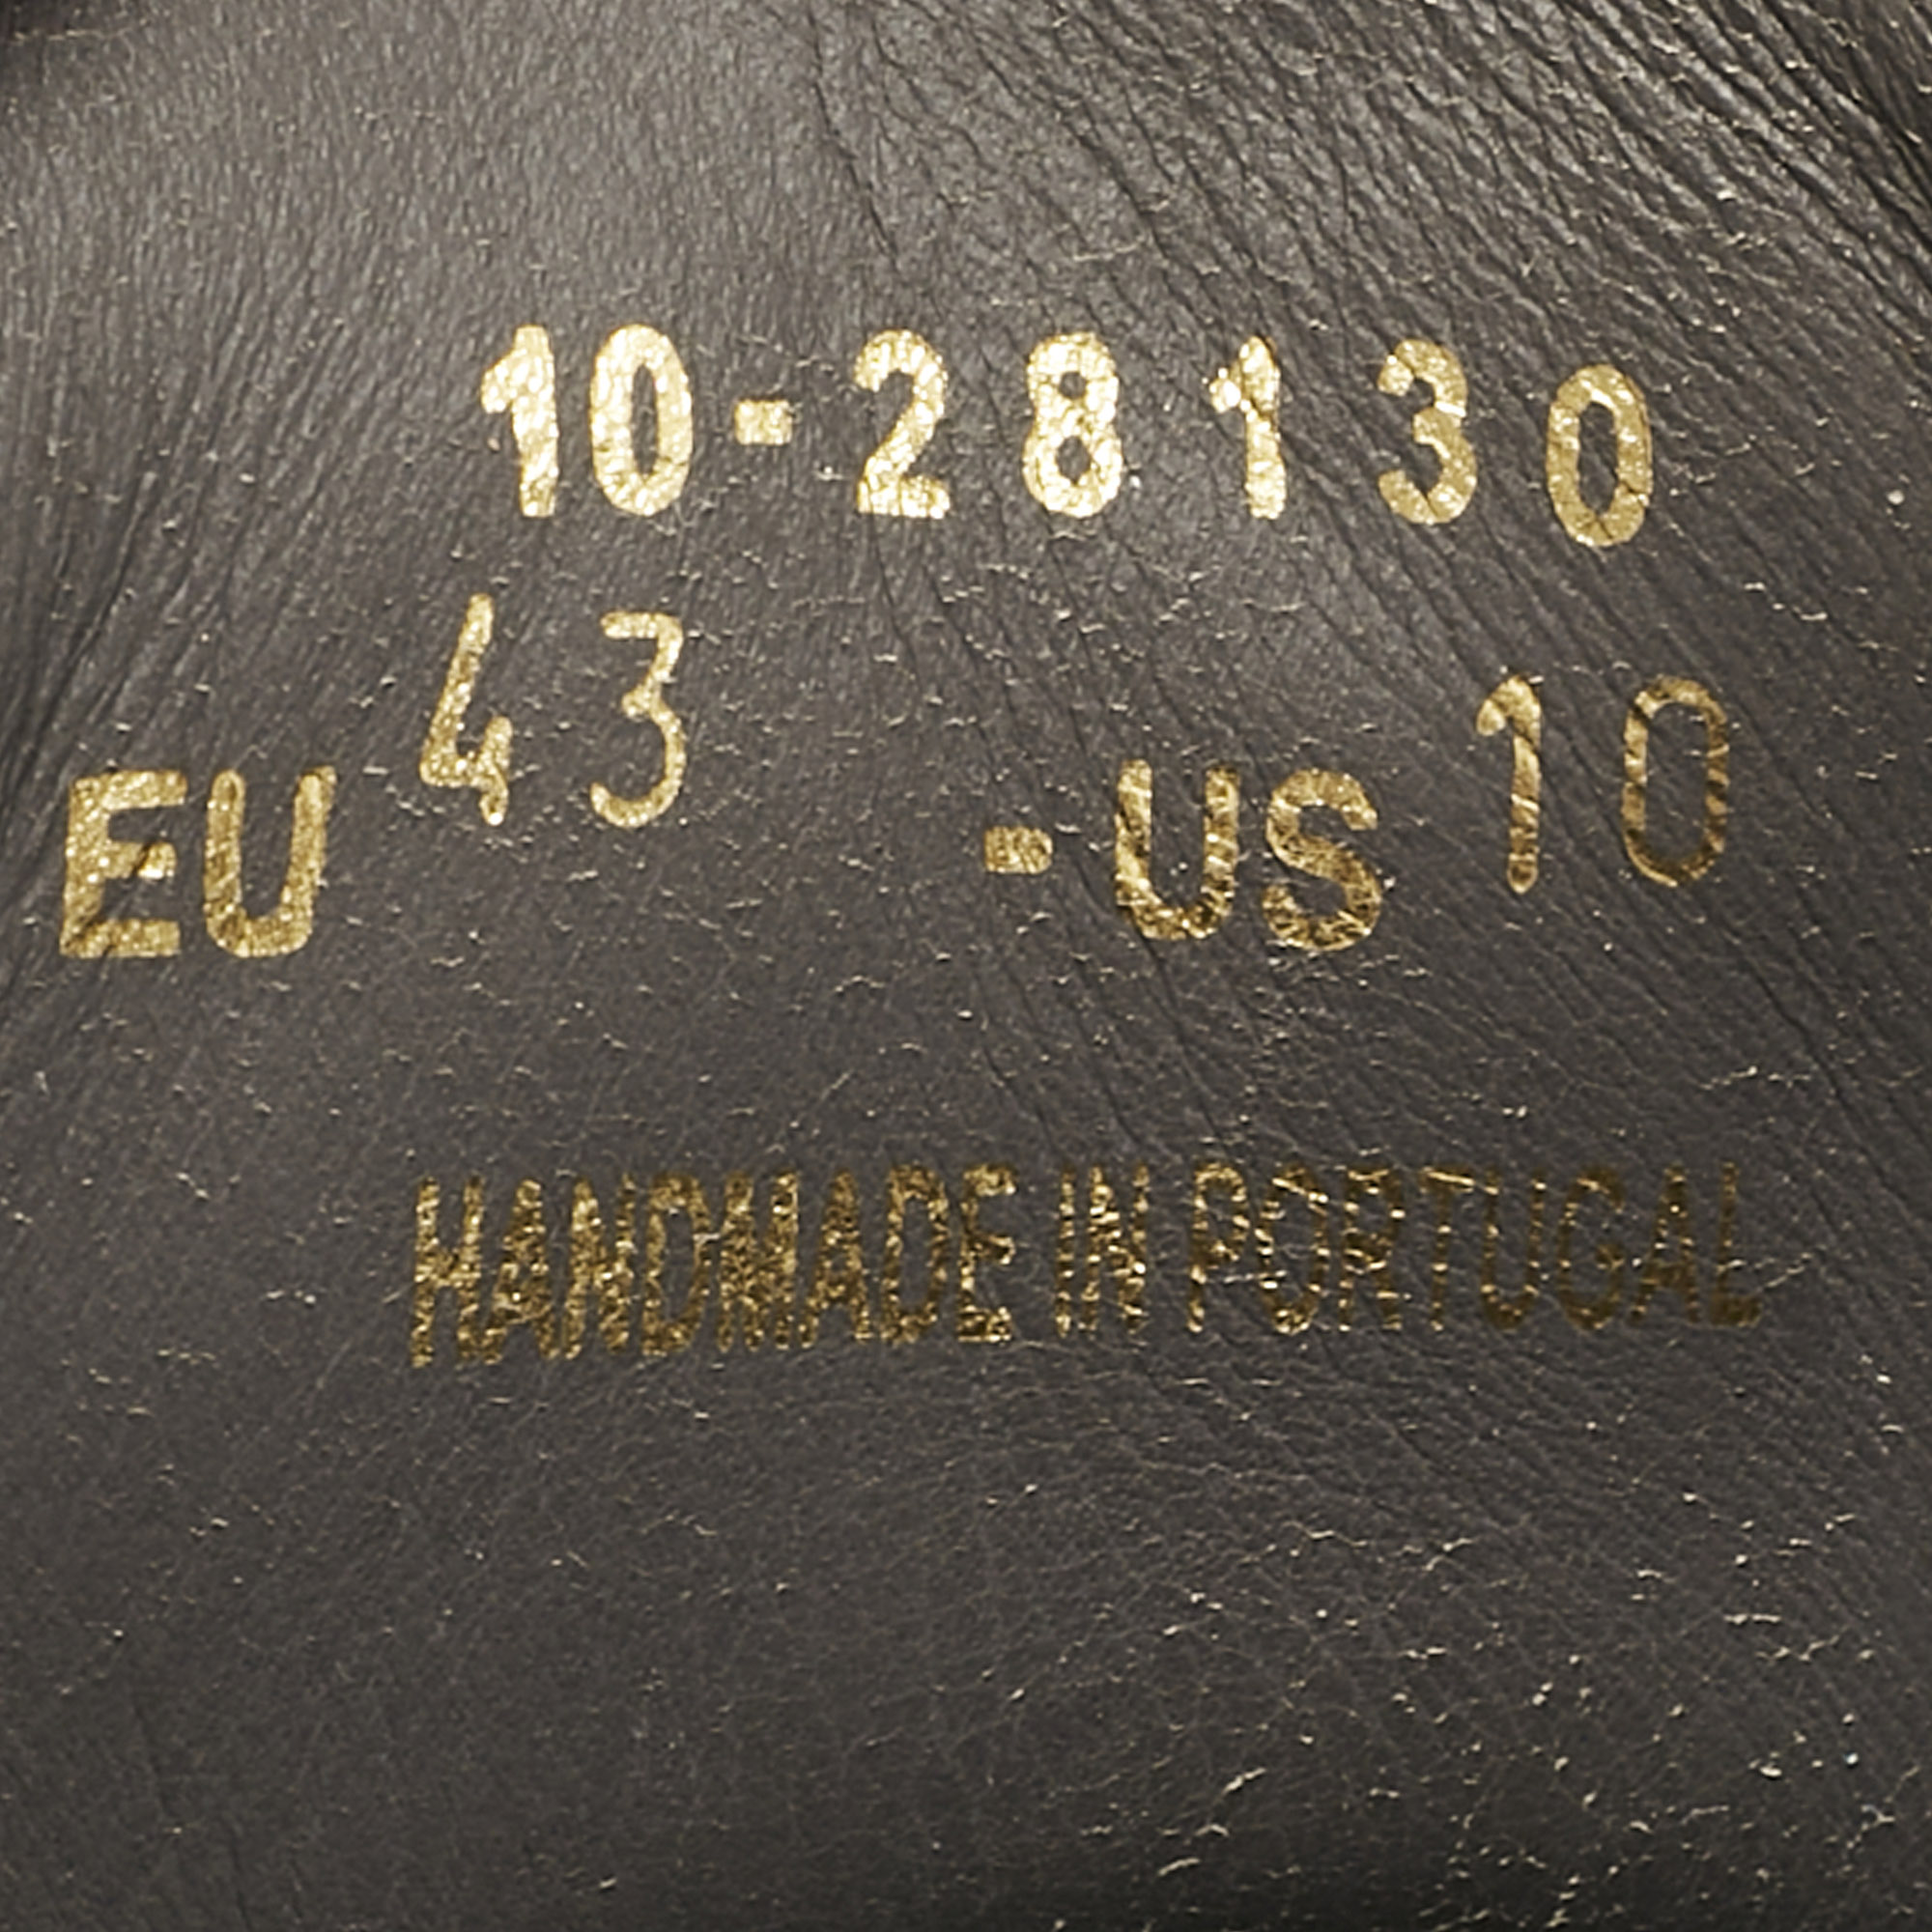 10-28130
EU 43 -US 10
HANDMADE IN PORTUGAL